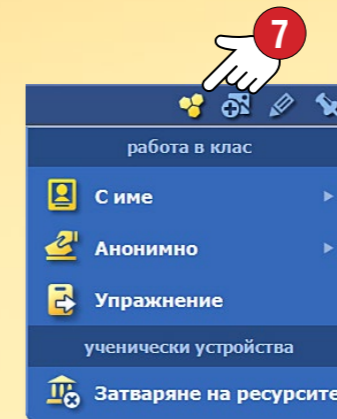 7
работа в клас
С име
Анонимно
Упражнение
ученически устройства
Затваряне на ресурсите